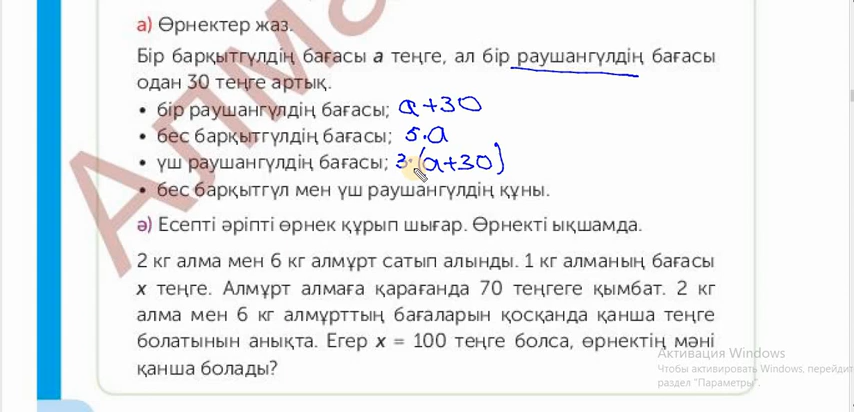 а) Өрнектер жаз.
Бір барқытгүлдің бағасы а теңге, ал бір раушангүлдің бағасы
одан 30 теңге артық.
• бір раушангүлдің бағасы; a+30
• бес барқытгүлдің бағасы; 5·a
• үш раушангүлдің бағасы; 3·(a+30)
• бес барқытгүл мен үш раушангүлдің құны.
ә) Есепті әріпті өрнек құрып шығар. Өрнекті ықшамда.
2 кг алма мен 6 кг алмұрт сатып алынды. 1 кг алманың бағасы
х теңге. Алмұрт алмаға қарағанда 70 теңгеге қымбат. 2 кг
алма мен 6 кг алмұрттың бағаларын қосқанда қанша теңге
болатынын анықта. Егер х = 100 теңге болса, өрнектің мәні
қанша болады?
Активация Windows
Чтобы активировать Windows, перейдит
раздел "Параметры".